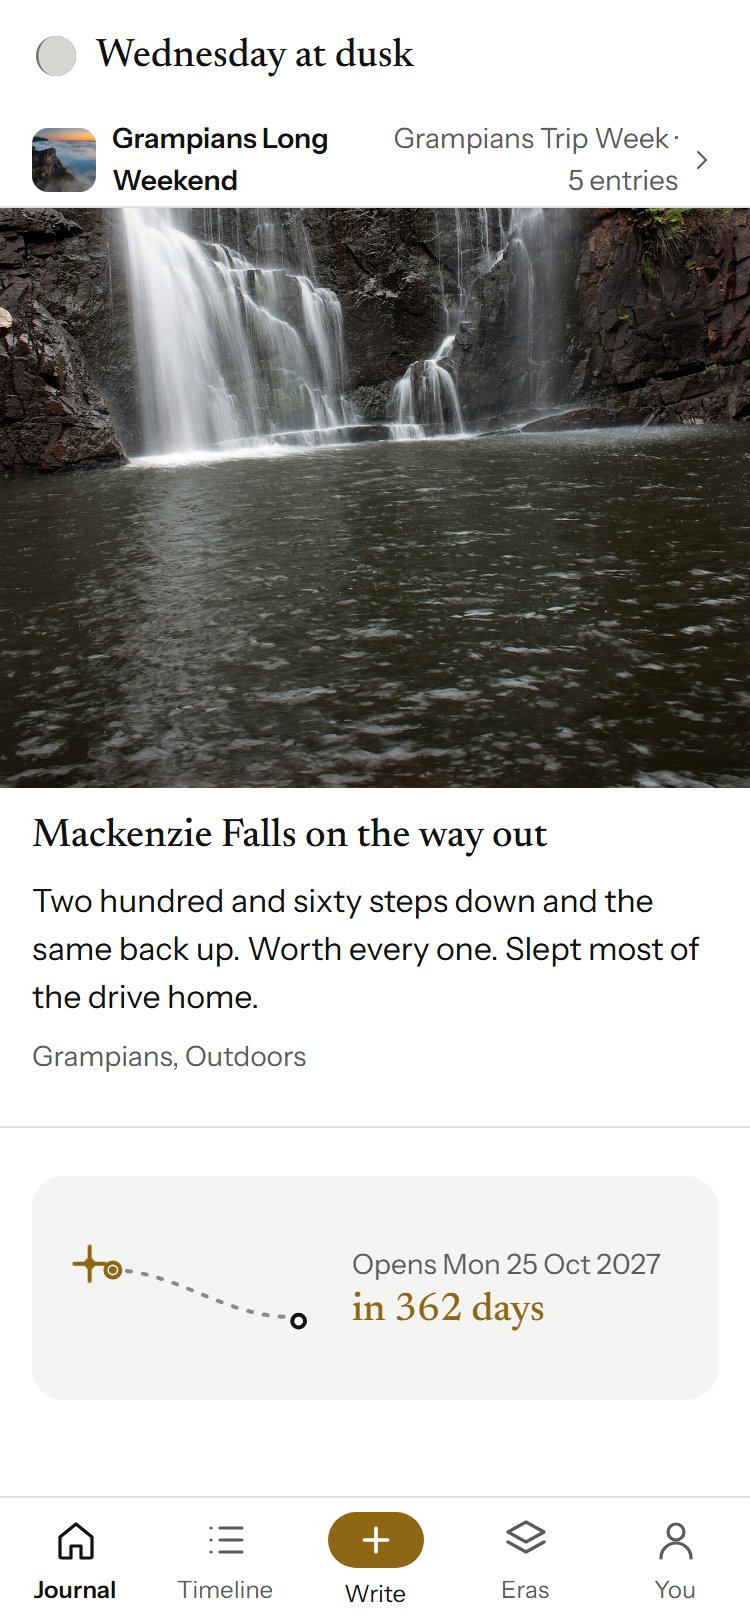 Wednesday at dusk
Grampians Long
Weekend
Grampians Trip Week ·
5 entries
Mackenzie Falls on the way out
Two hundred and sixty steps down and the
same back up. Worth every one. Slept most of
the drive home.
Grampians, Outdoors
Opens Mon 25 Oct 2027
in 362 days
Journal
Timeline
Write
Eras
You